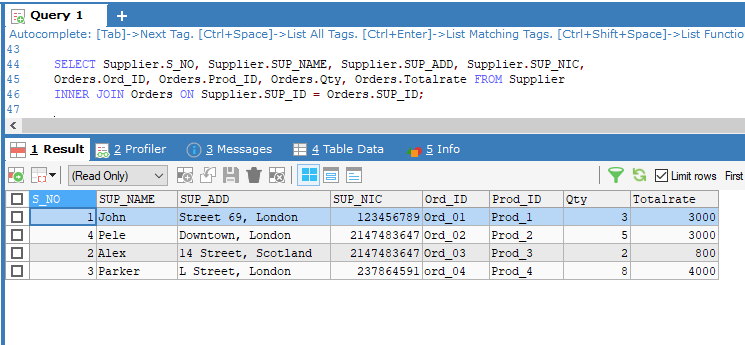 Query 1
Autocomplete: [Tab]->Next Tag. [Ctrl+Space]->List All Tags. [Ctrl+Enter]->List Matching Tags. [Ctrl+Shift+Space]->List Functio
43
44 SELECT Supplier.S_NO, Supplier.SUP_NAME, Supplier.SUP_ADD, Supplier.SUP_NIC,
45 Orders.Ord_ID, Orders.Prod_ID, Orders.Qty, Orders.Totalrate FROM Supplier
46 INNER JOIN Orders ON Supplier.SUP_ID = Orders.SUP_ID;
47
1 Result 2 Profiler 3 Messages 4 Table Data 5 Info
(Read Only) Limit rows First
S_NO SUP_NAME SUP_ADD SUP_NIC Ord_ID Prod_ID Qty Totalrate
1 John Street 69, London 123456789 Ord_01 Prod_1 3 3000
4 Pele Downtown, London 2147483647 Ord_02 Prod_2 5 3000
2 Alex 14 Street, Scotland 2147483647 Ord_03 Prod_3 2 800
3 Parker L Street, London 237864591 ord_04 Prod_4 8 4000